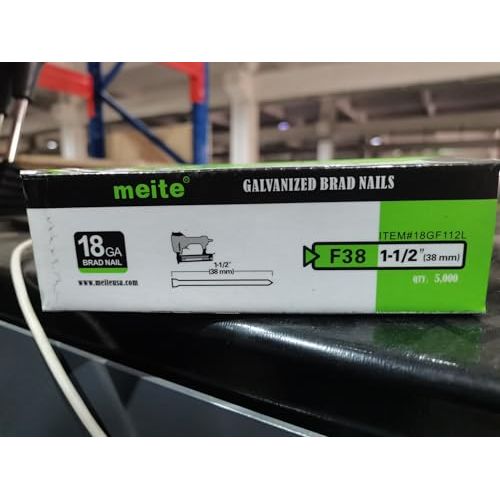 meite®
GALVANIZED BRAD NAILS
ITEM#18GF112L
18GA
BRAD NAIL
www.meiteusa.com
1-1/2"
(38 mm)
F38 1-1/2" (38 mm)
QTY: 5,000